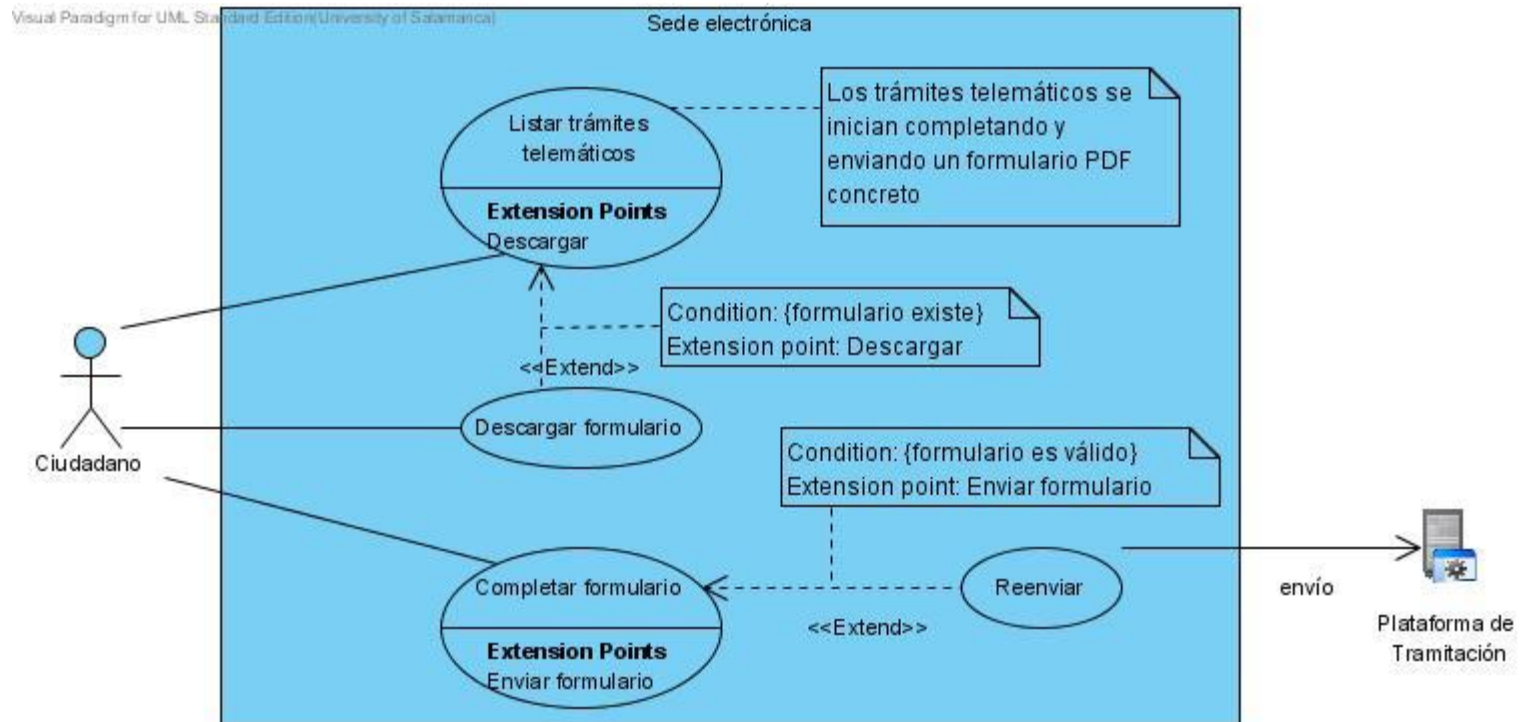 Visual Paradigm for UML Standard Edition(University of Salamanca)
Sede electrónica
Listar trámites
telemáticos
Extension Points
Descargar
Los trámites telemáticos se
inician completando y
enviando un formulario PDF
concreto
Condition: {formulario existe}
Extension point: Descargar
<<Extend>>
Descargar formulario
Ciudadano
Condition: {formulario es válido}
Extension point: Enviar formulario
Completar formulario
Extension Points
Enviar formulario
<<Extend>>
Reenviar
envío
Plataforma de
Tramitación